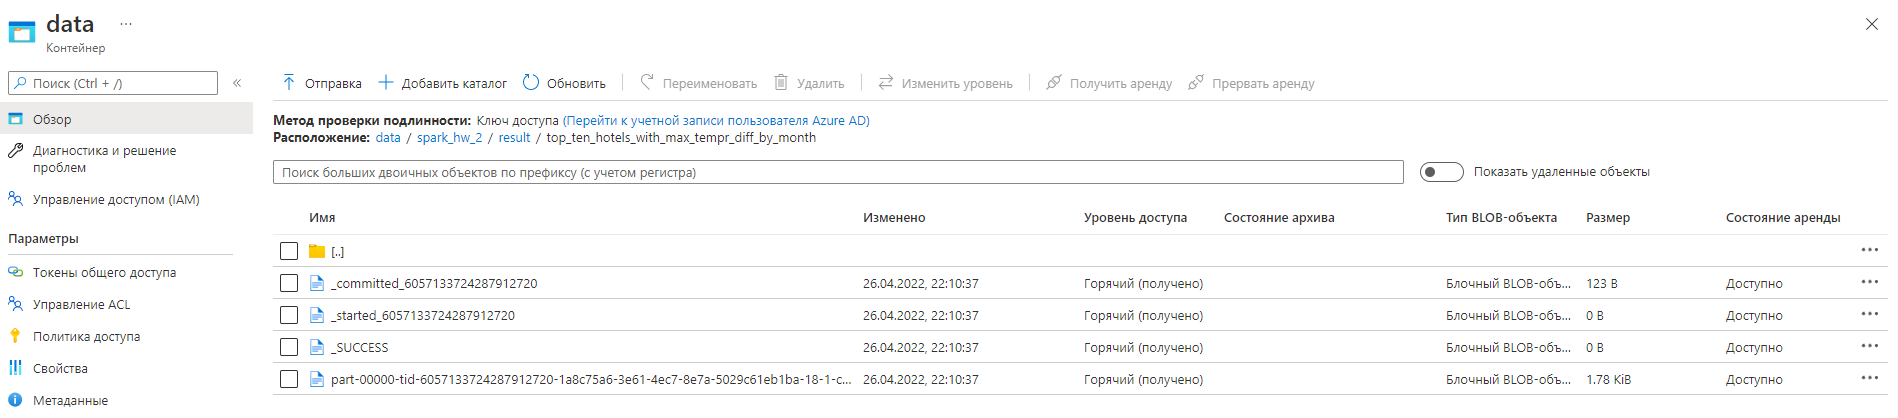 data ...
Контейнер
Поиск (Ctrl + /) «
Обзор
Диагностика и решение
проблем
Управление доступом (IAM)
Параметры
Токены общего доступа
Управление ACL
Политика доступа
Свойства
Метаданные
Отправка Добавить каталог Обновить Переименовать Удалить Изменить уровень Получить аренду Прервать аренду
Метод проверки подлинности: Ключ доступа (Перейти к учетной записи пользователя Azure AD)
Расположение: data / spark_hw_2 / result / top_ten_hotels_with_max_tempr_diff_by_month
Поиск больших двоичных объектов по префиксу (с учетом регистра) Показать удаленные объекты
Имя Изменено Уровень доступа Состояние архива Тип BLOB-объекта Размер Состояние аренды
[..] ...
_committed_6057133724287912720 26.04.2022, 22:10:37 Горячий (получено) Блочный BLOB-объ... 123 B Доступно ...
_started_6057133724287912720 26.04.2022, 22:10:37 Горячий (получено) Блочный BLOB-объ... 0 B Доступно ...
_SUCCESS 26.04.2022, 22:10:37 Горячий (получено) Блочный BLOB-объ... 0 B Доступно ...
part-00000-tid-6057133724287912720-1a8c75a6-3e61-4ec7-8e7a-5029c61eb1ba-18-1-c... 26.04.2022, 22:10:37 Горячий (получено) Блочный BLOB-объ... 1.78 KiB Доступно ...